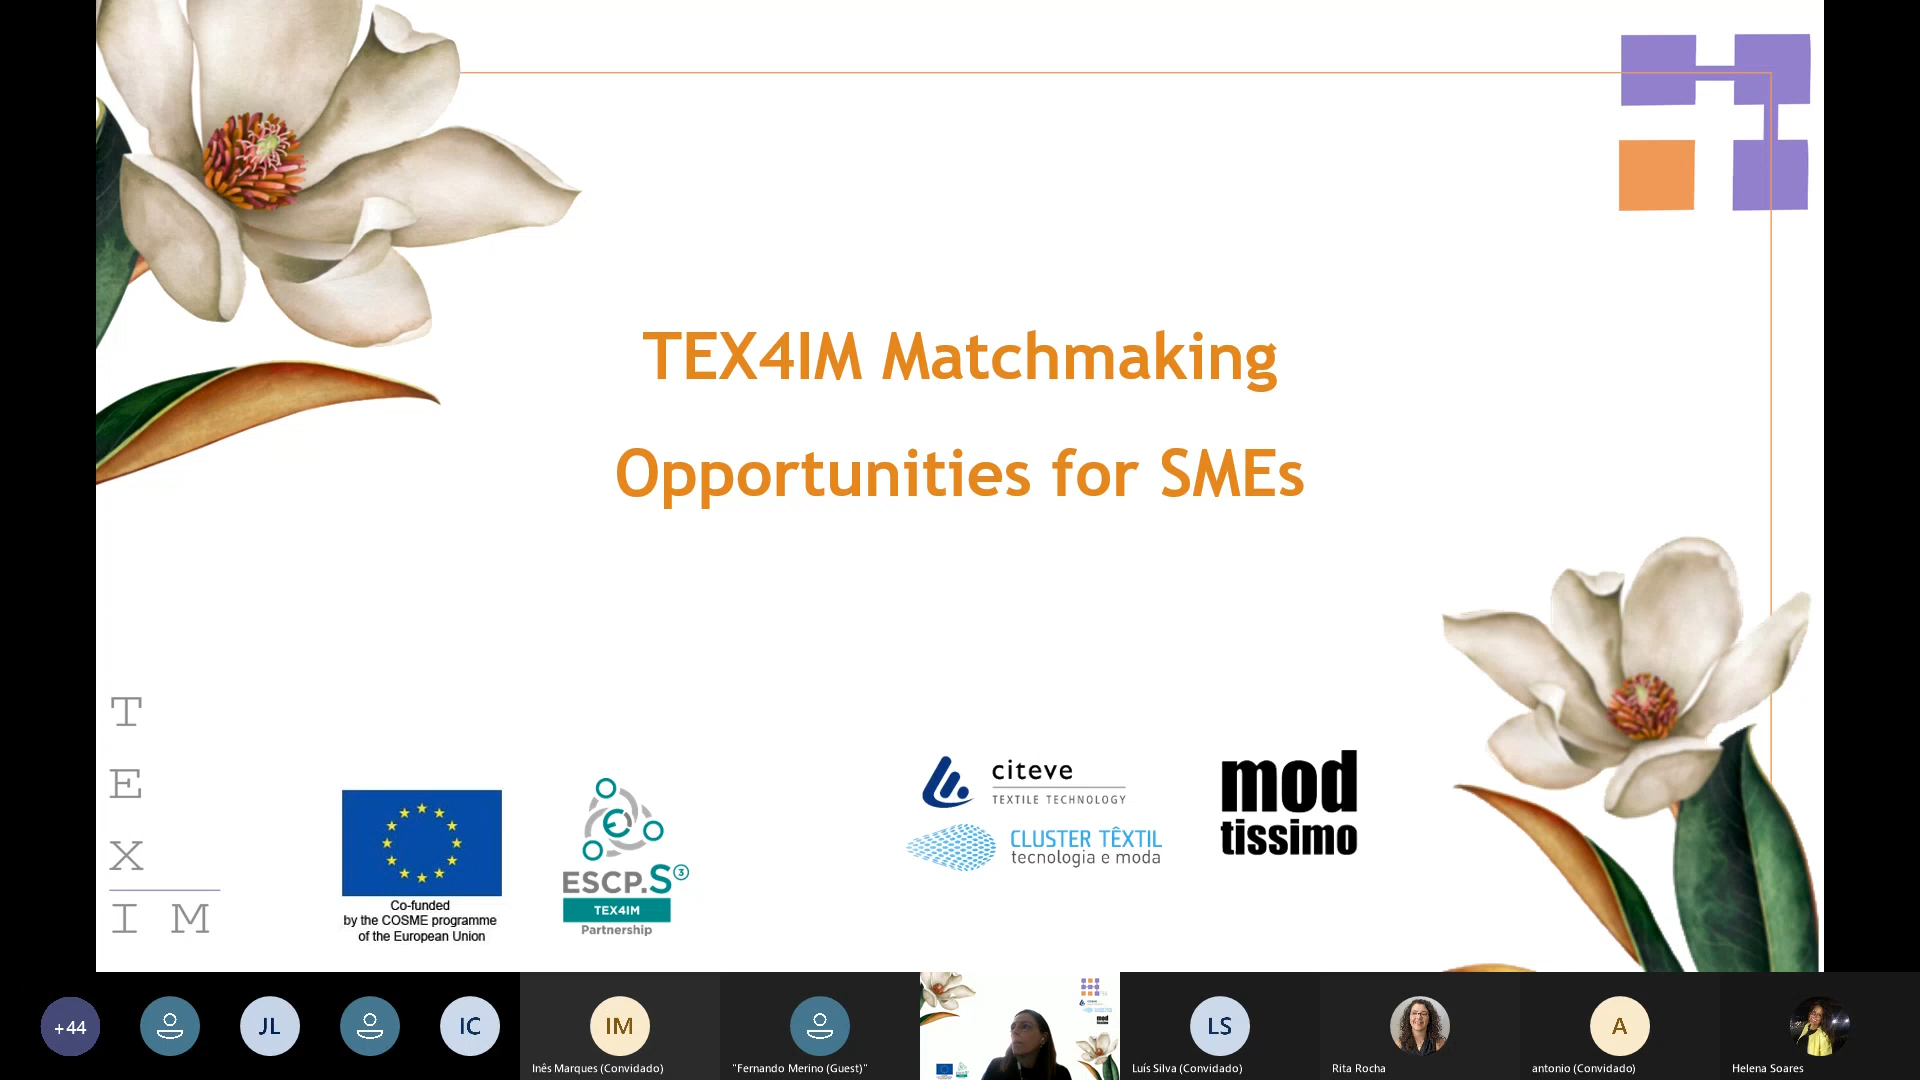 TEX4IM Matchmaking
Opportunities for SMEs
T
E
X
I M
Co-funded
by the COSME programme
of the European Union
ESCP.S3
TEX4IM
Partnership
citeve
TEXTILE TECHNOLOGY
CLUSTER TÊXTIL
tecnologia e moda
mod
tissimo
+44
JL
IC
IM
Inês Marques (Convidado)
"Fernando Merino (Guest)"
LS
Luís Silva (Convidado)
Rita Rocha
A
antonio (Convidado)
Helena Soares